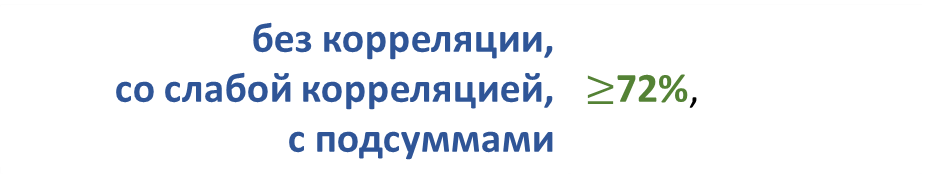 без корреляции,
со слабой корреляцией, ≥72%,
с подсуммами